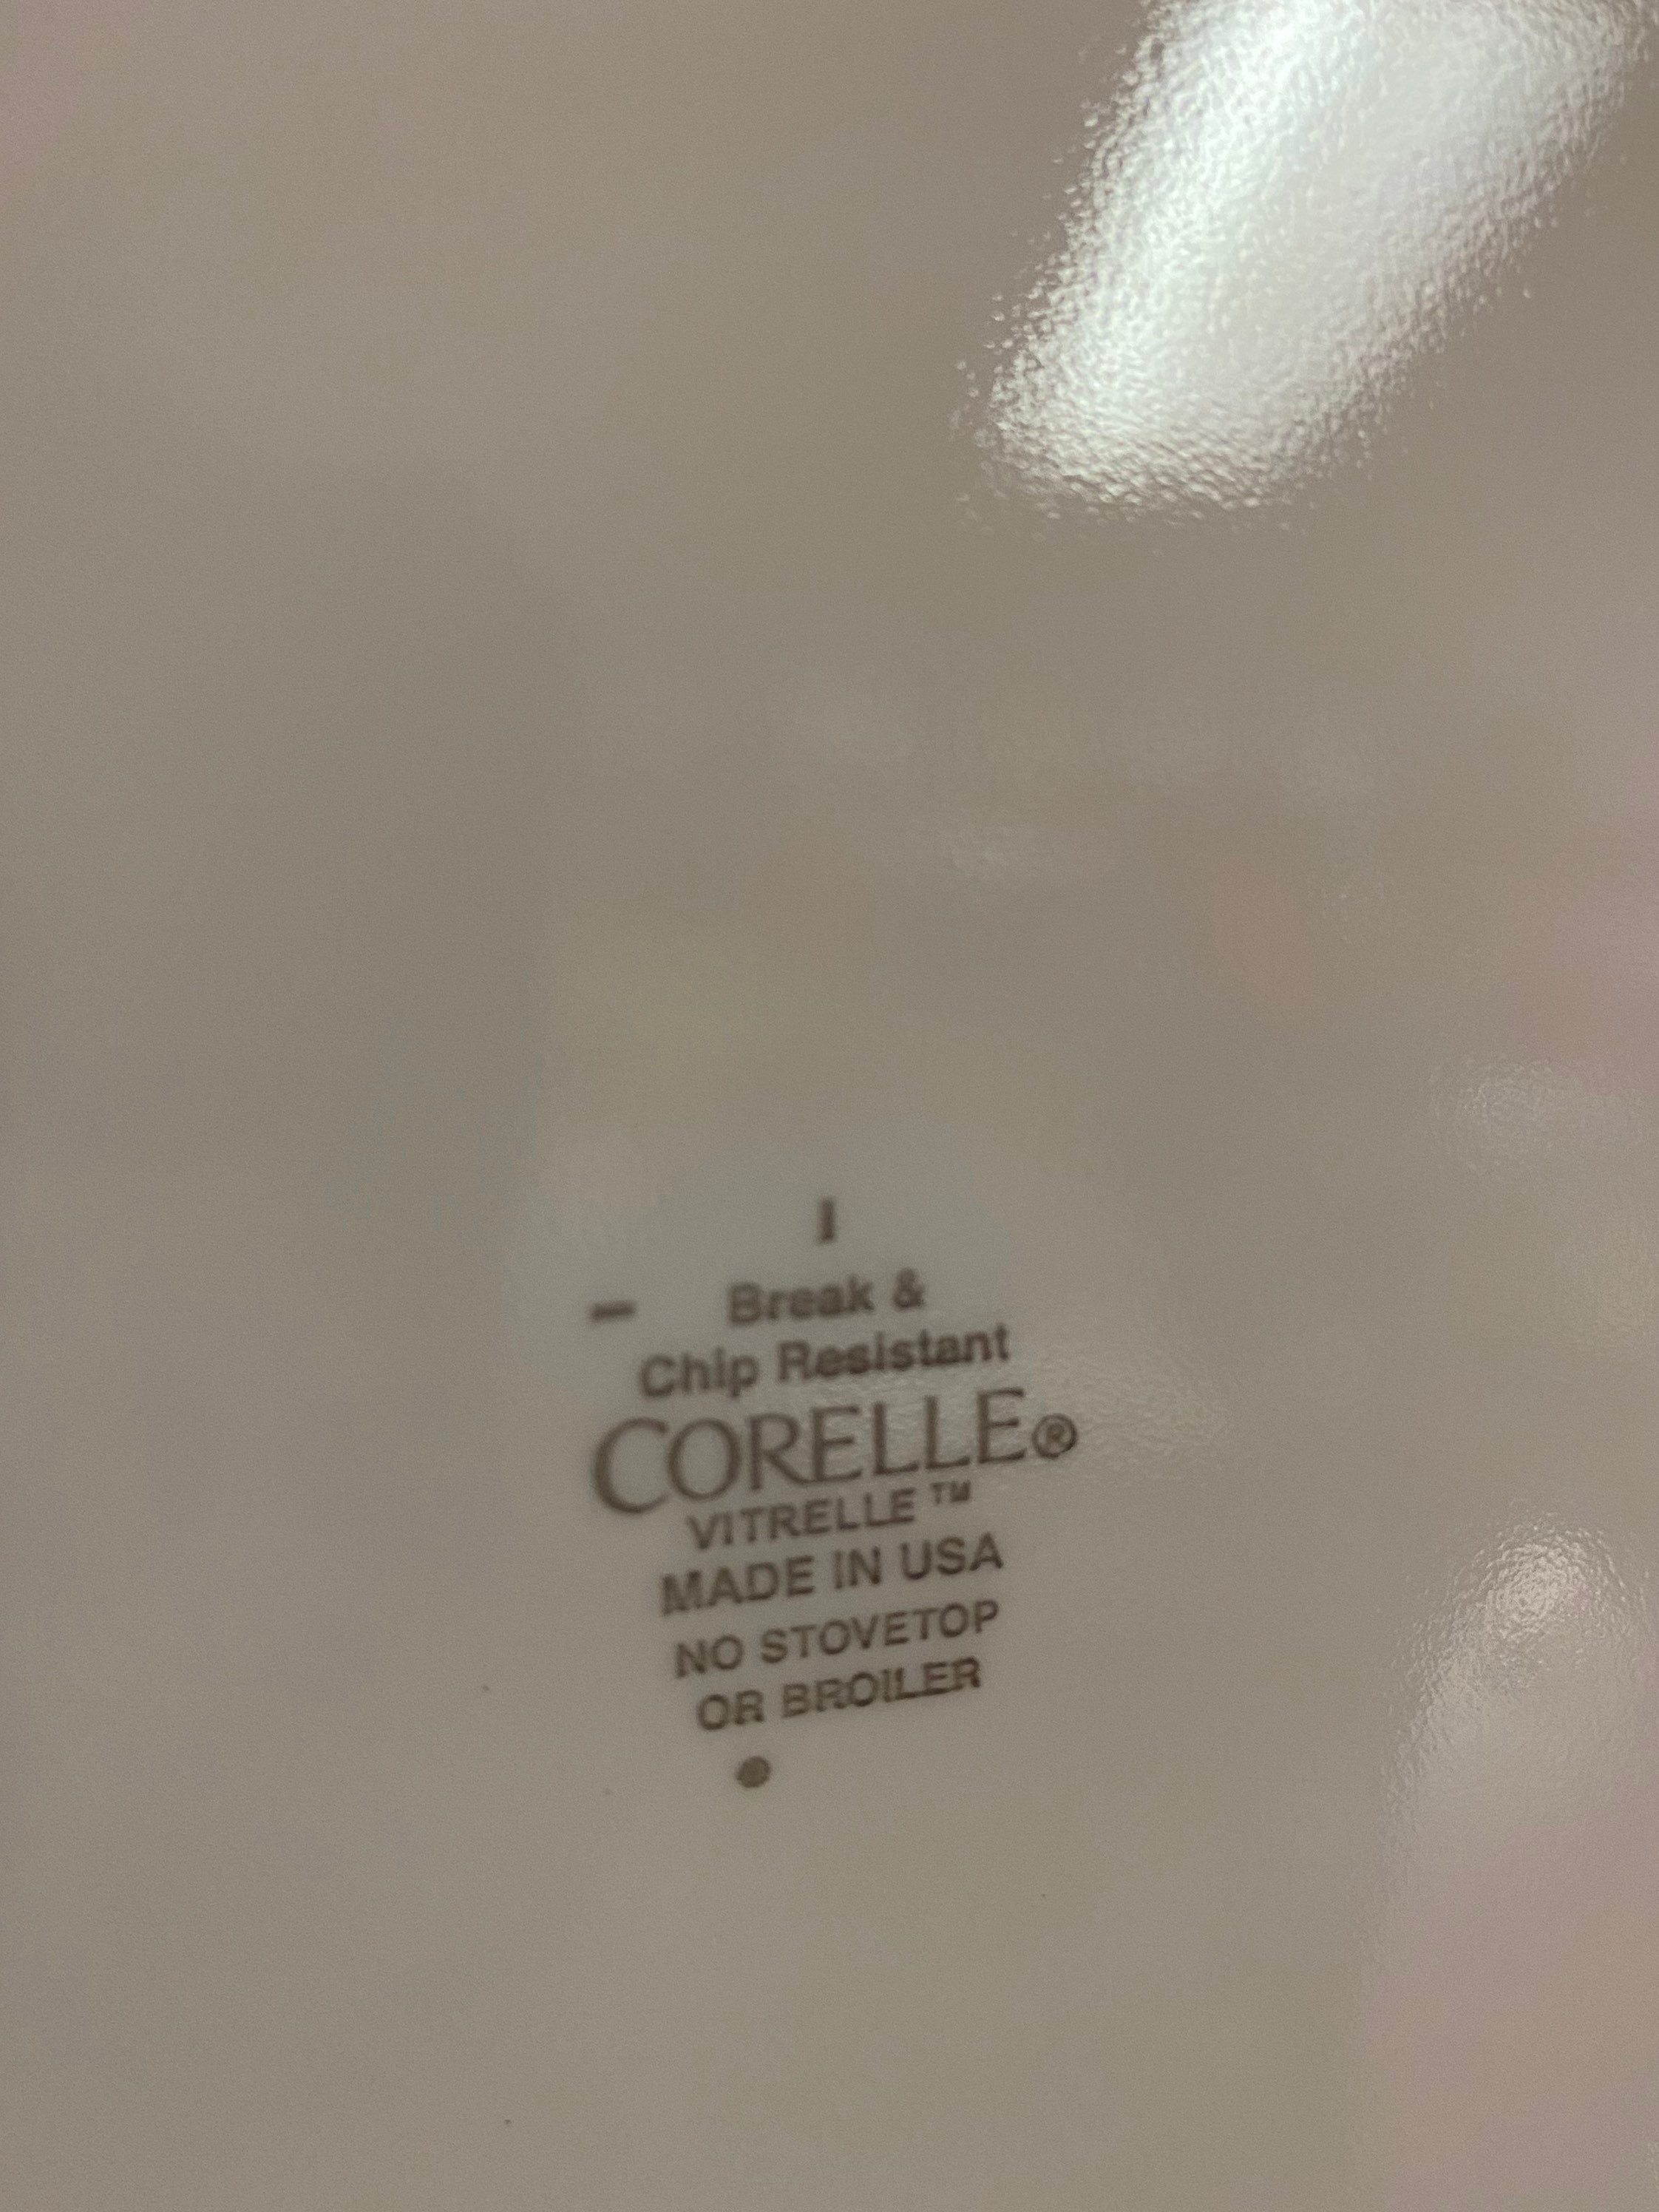 Break &
Chip Resistant
CORELLE®
VITRELLE™
MADE IN USA
NO STOVETOP
OR BROILER